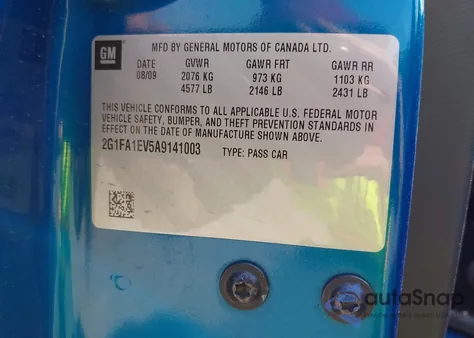 GM
MFD BY GENERAL MOTORS OF CANADA LTD.
DATE GVWR GAWR FRT GAWR RR
08/09 2076 KG 973 KG 1103 KG
4577 LB 2146 LB 2431 LB
THIS VEHICLE CONFORMS TO ALL APPLICABLE U.S. FEDERAL MOTOR
VEHICLE SAFETY, BUMPER, AND THEFT PREVENTION STANDARDS IN
EFFECT ON THE DATE OF MANUFACTURE SHOWN ABOVE.
2G1FA1EV5A9141003 TYPE: PASS CAR
autaSnap